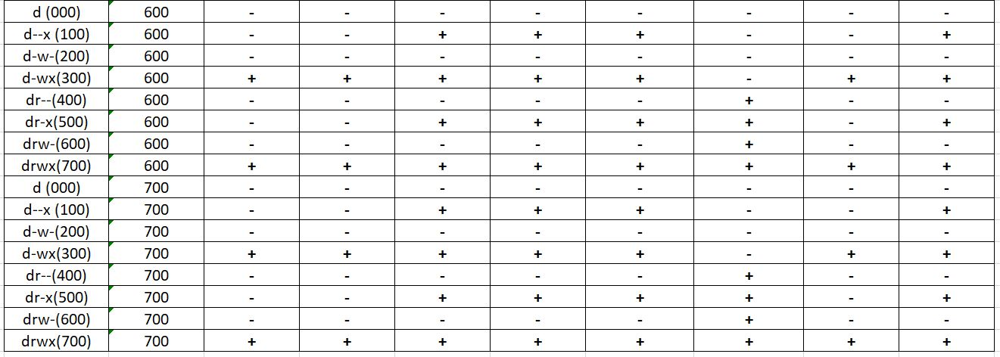 d (000) 600 - - - - - - - -
d--x (100) 600 - - + + + - - +
d-w-(200) 600 - - - - - - - -
d-wx(300) 600 + + + + + - + +
dr--(400) 600 - - - - - + - -
dr-x(500) 600 - - + + + + - +
drw-(600) 600 - - - - - + - -
drwx(700) 600 + + + + + + + +
d (000) 700 - - - - - - - -
d--x (100) 700 - - + + + - - +
d-w-(200) 700 - - - - - - - -
d-wx(300) 700 + + + + + - + +
dr--(400) 700 - - - - - + - -
dr-x(500) 700 - - + + + + - +
drw-(600) 700 - - - - - + - -
drwx(700) 700 + + + + + + + +